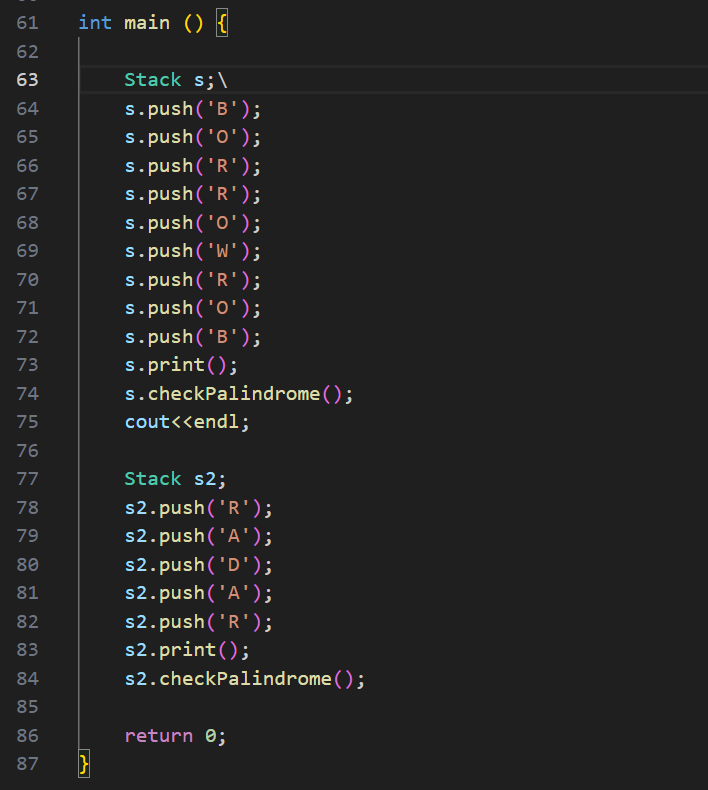 61 int main () {
62
63     Stack s;\
64     s.push('B');
65     s.push('O');
66     s.push('R');
67     s.push('R');
68     s.push('O');
69     s.push('W');
70     s.push('R');
71     s.push('O');
72     s.push('B');
73     s.print();
74     s.checkPalindrome();
75     cout<<endl;
76
77     Stack s2;
78     s2.push('R');
79     s2.push('A');
80     s2.push('D');
81     s2.push('A');
82     s2.push('R');
83     s2.print();
84     s2.checkPalindrome();
85
86     return 0;
87 }